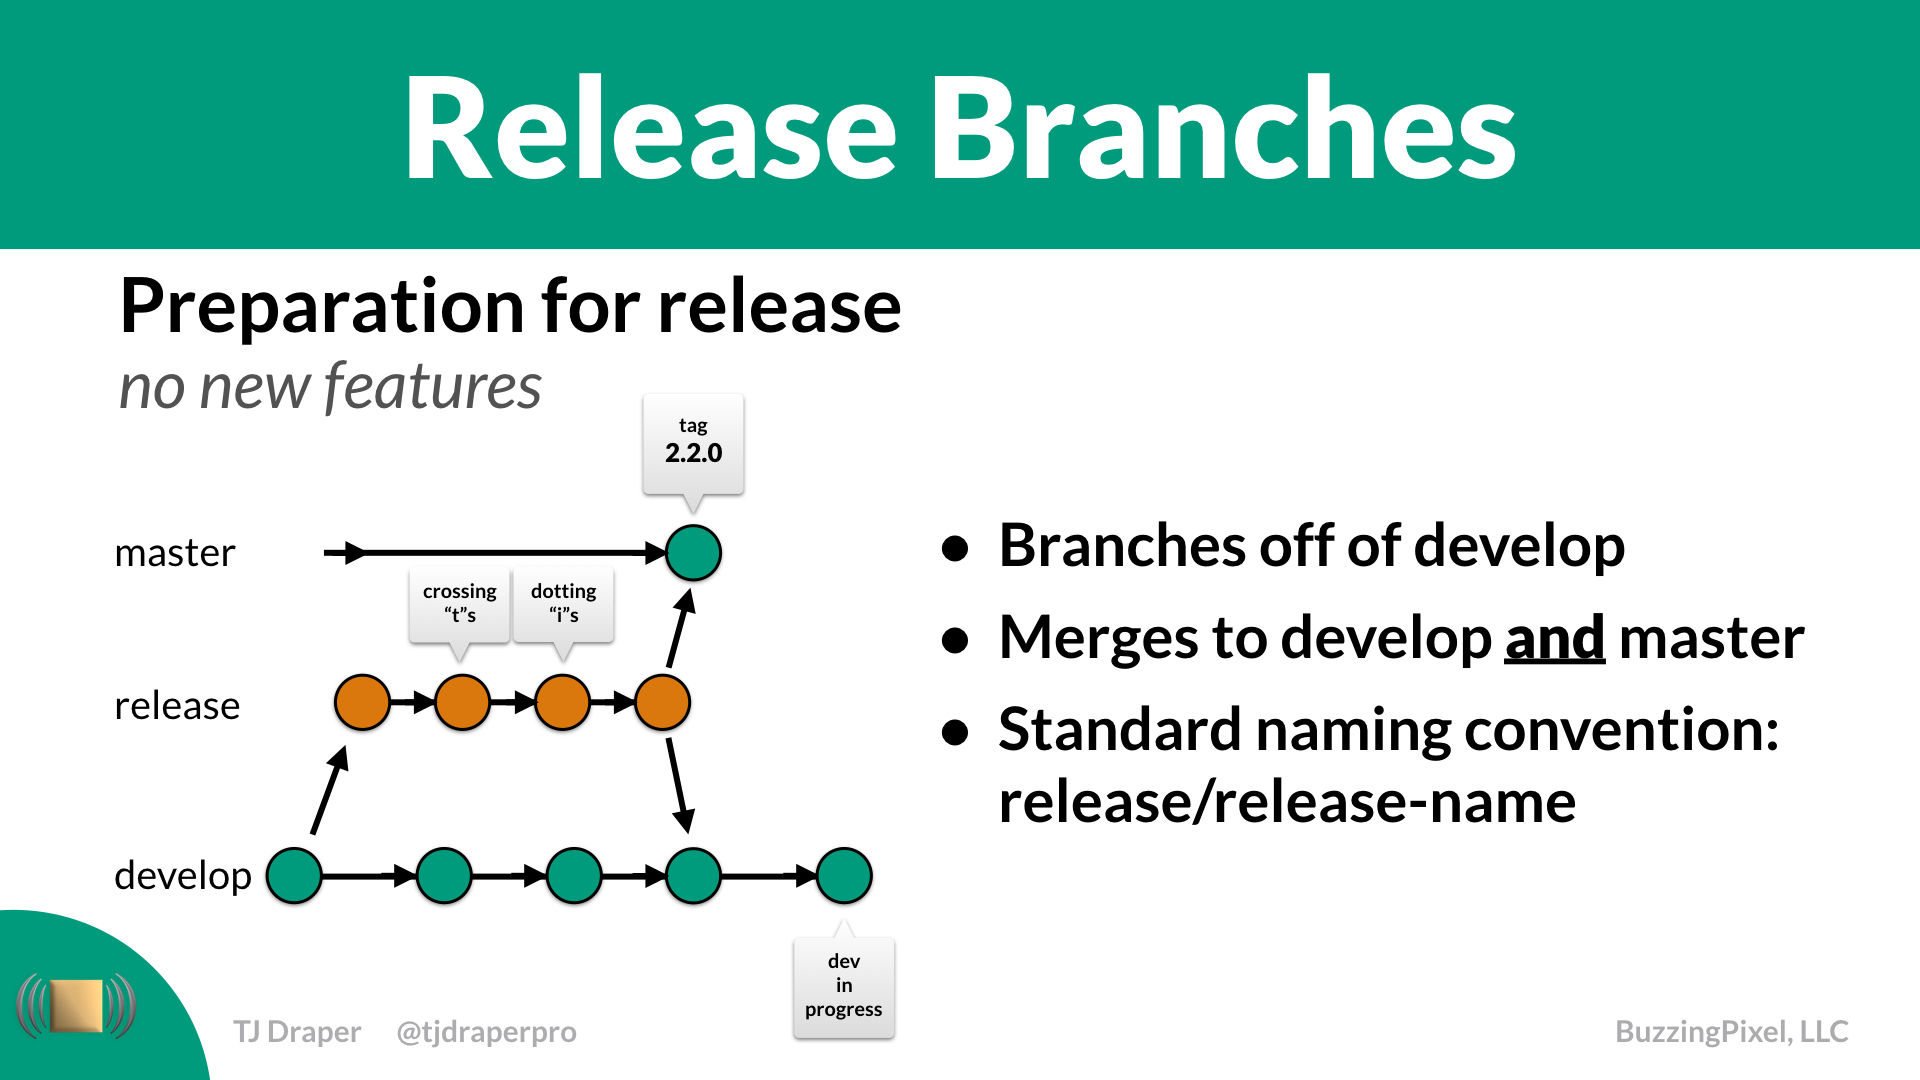 Release Branches
Preparation for release
no new features
tag
2.2.0
master
crossing
“t”s
dotting
“i”s
release
develop
dev
in
progress
● Branches off of develop
● Merges to develop and master
● Standard naming convention:
release/release-name
TJ Draper @tjdraperpro
BuzzingPixel, LLC